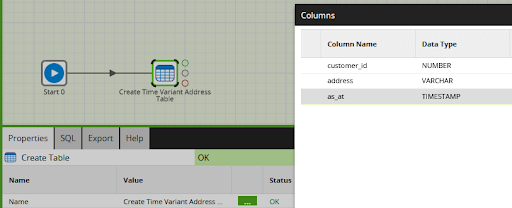 Columns
Column Name Data Type
customer_id NUMBER
address VARCHAR
as_at TIMESTAMP
Start 0
Create Time Variant Address
Table
Properties SQL Export Help
Create Table OK
Name Value Status
Name Create Time Variant Address ... ... OK